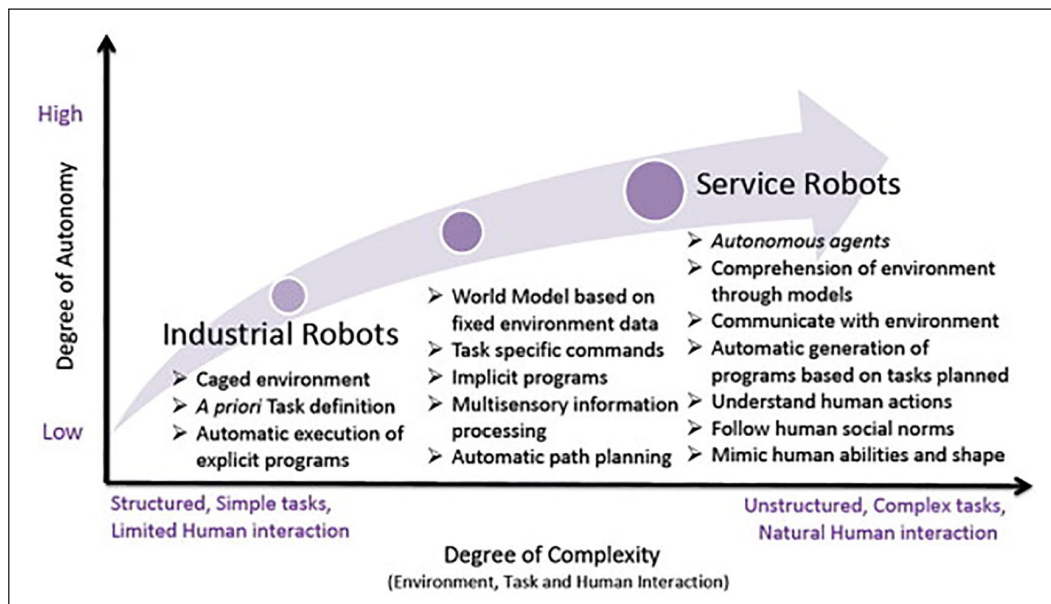 High
Degree of Autonomy
Low
Industrial Robots
➢ Caged environment
➢ A priori Task definition
➢ Automatic execution of
explicit programs
➢ World Model based on
fixed environment data
➢ Task specific commands
➢ Implicit programs
➢ Multisensory information
processing
➢ Automatic path planning
Service Robots
➢ Autonomous agents
➢ Comprehension of environment
through models
➢ Communicate with environment
➢ Automatic generation of
programs based on tasks planned
➢ Understand human actions
➢ Follow human social norms
➢ Mimic human abilities and shape
Structured, Simple tasks,
Limited Human interaction
Unstructured, Complex tasks,
Natural Human interaction
Degree of Complexity
(Environment, Task and Human Interaction)